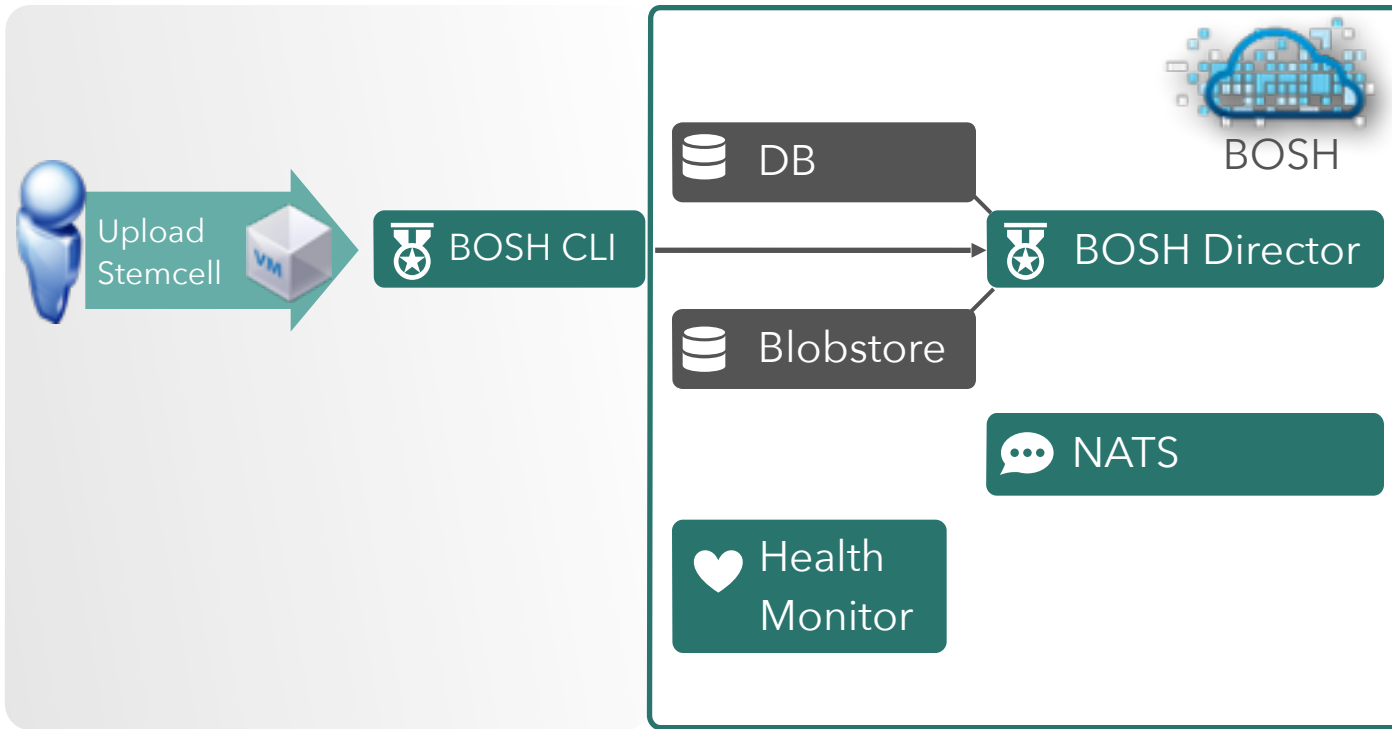 Upload
Stemcell
VM
BOSH CLI
DB
Blobstore
Health
Monitor
BOSH
BOSH Director
NATS